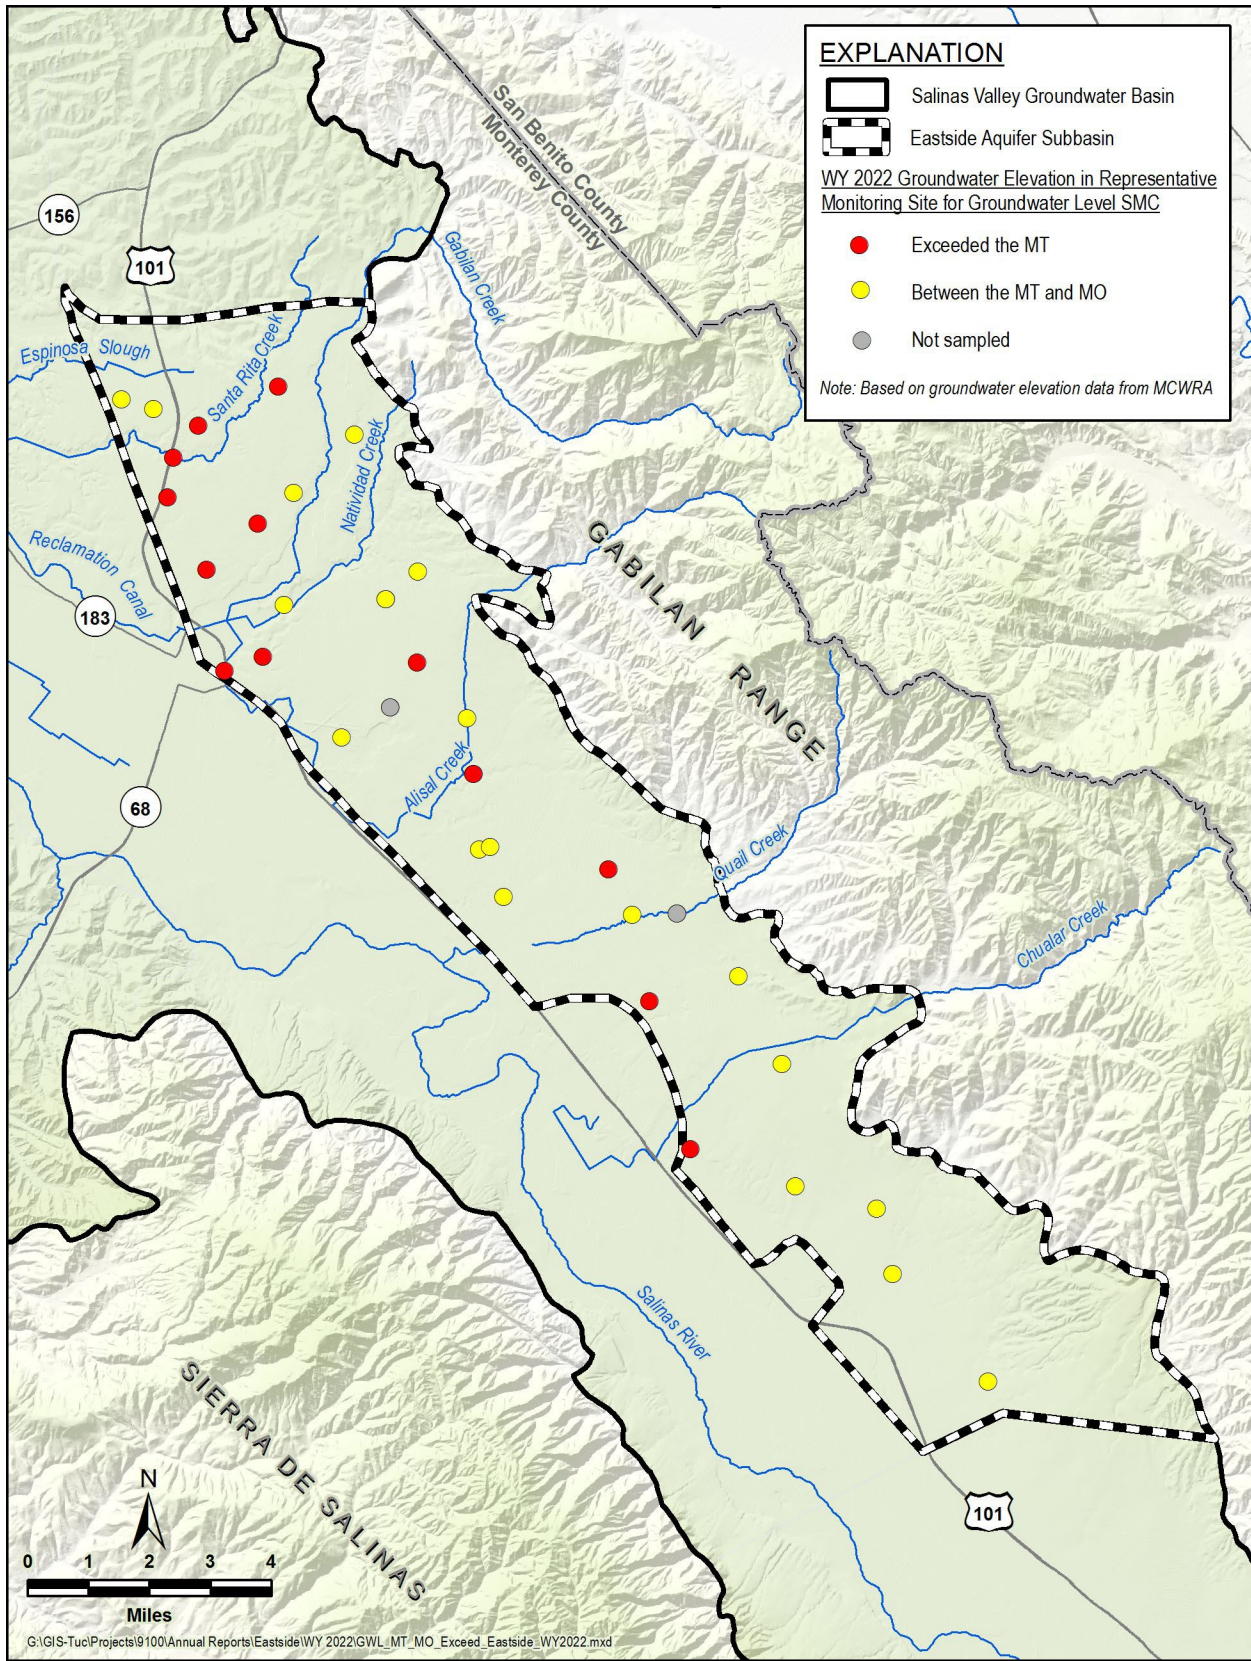 EXPLANATION
Salinas Valley Groundwater Basin
Eastside Aquifer Subbasin
WY 2022 Groundwater Elevation in Representative
Monitoring Site for Groundwater Level SMC
Exceeded the MT
Between the MT and MO
Not sampled
Note: Based on groundwater elevation data from MCWRA
San Benito County
Monterey County
156
101
Gabilan Creek
Espinosa Slough
Santa Rita Creek
Natividad Creek
Reclamation Canal
183
GABILAN RANGE
68
Alisal Creek
Quail Creek
Chualar Creek
Salinas River
SIERRA DE SALINAS
101
N
0 1 2 3 4
Miles
G:\GIS-Tuc\Projects\9100\Annual Reports\Eastside\WY 2022\GWL_MT_MO_Exceed_Eastside_WY2022.mxd